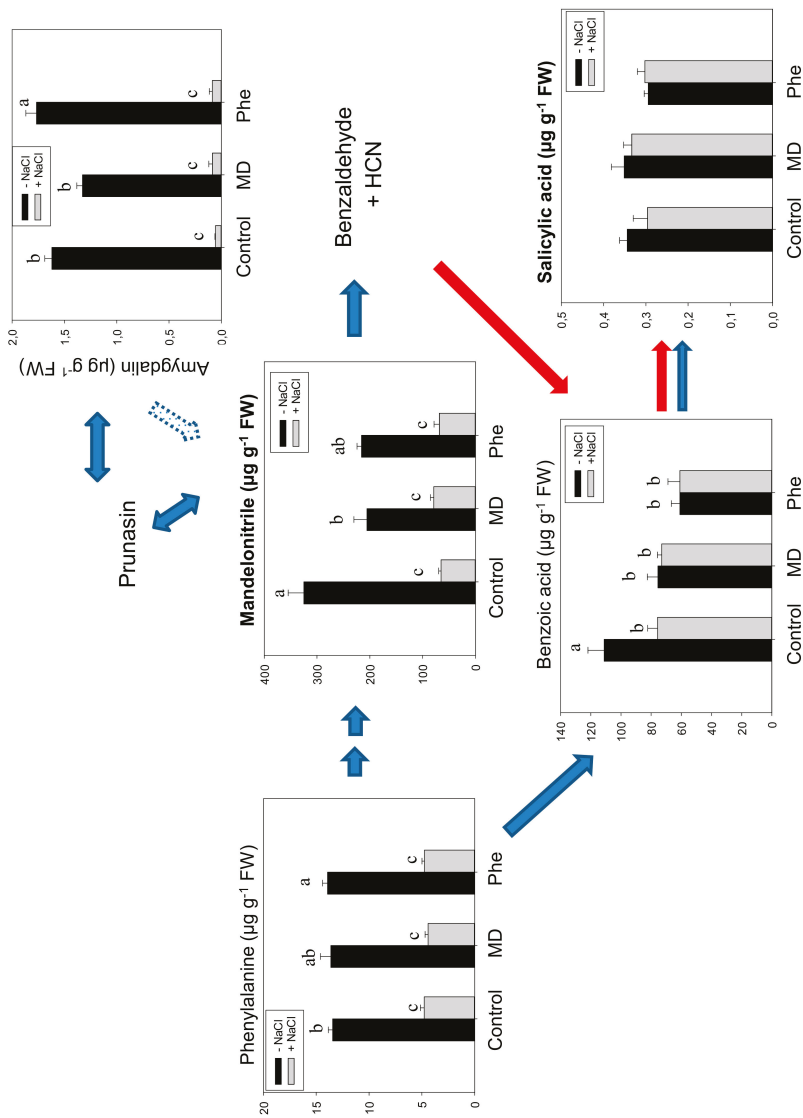 Phenylalanine (µg g-1 FW)
20
15
10
5
0
- NaCl
+ NaCl
b
c
ab
c
a
c
Control
MD
Phe
Prunasin
Mandelonitrile (µg g-1 FW)
400
300
200
100
0
- NaCl
+ NaCl
a
c
b
c
ab
c
Control
MD
Phe
Amygdalin (µg g-1 FW)
2,0
1,5
1,0
0,5
0,0
- NaCl
+ NaCl
b
c
b
c
a
c
Control
MD
Phe
Benzaldehyde
+ HCN
Benzoic acid (µg g-1 FW)
140
120
100
80
60
40
20
0
- NaCl
+NaCl
a
b
b
b
b
b
Control
MD
Phe
Salicylic acid (µg g-1 FW)
0,5
0,4
0,3
0,2
0,1
0,0
- NaCl
+ NaCl
Control
MD
Phe